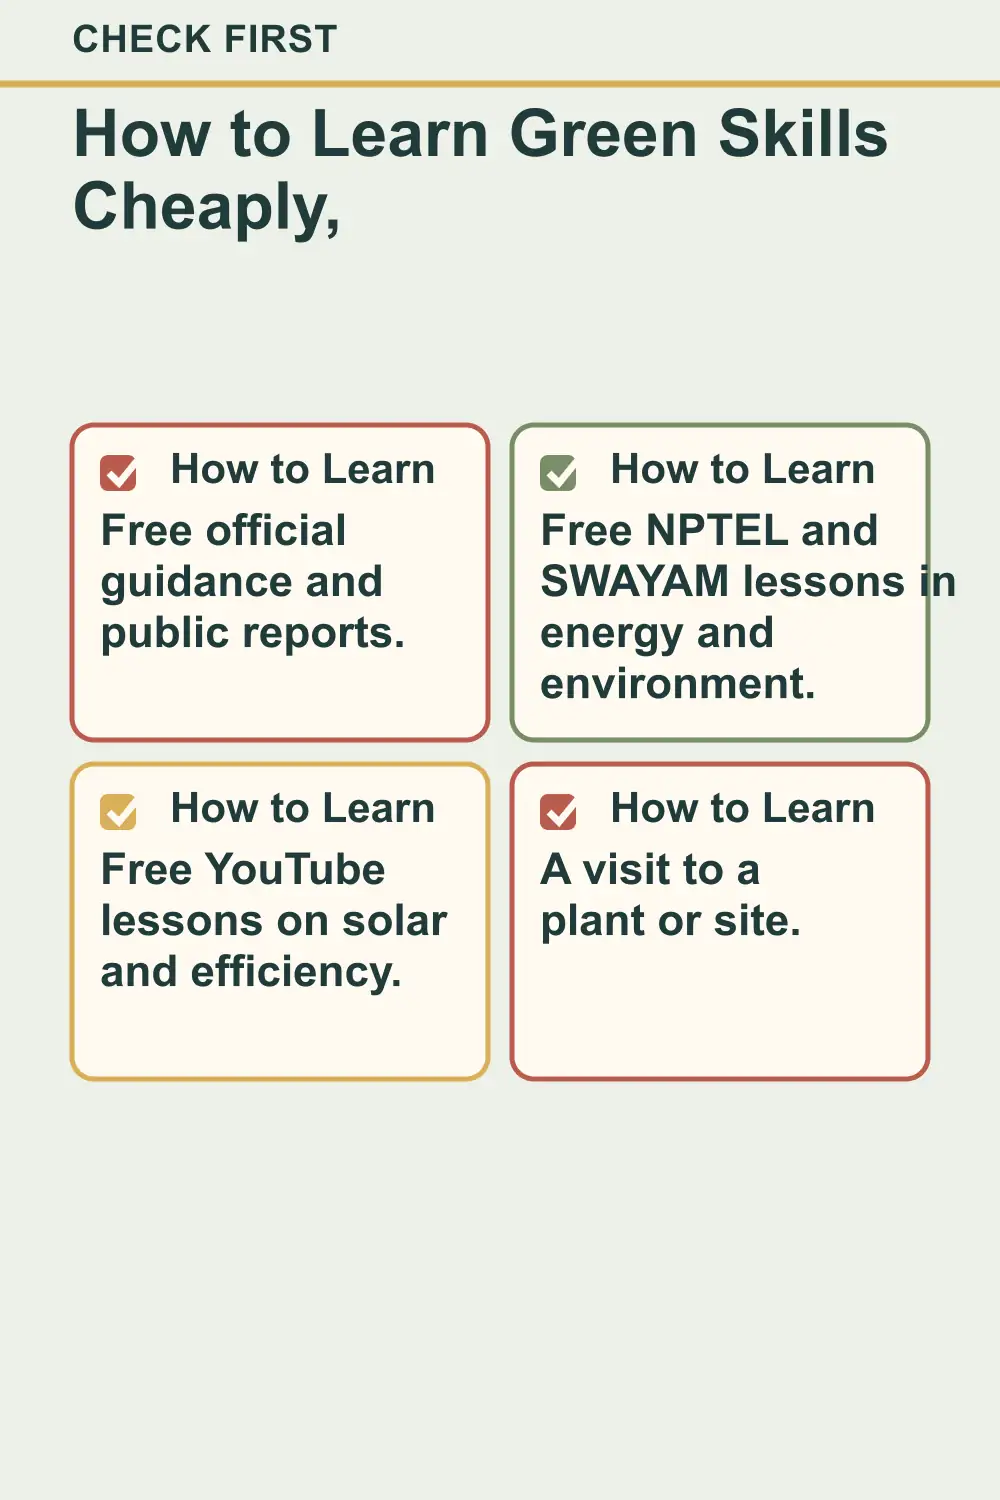 CHECK FIRST
How to Learn Green Skills
Cheaply,
How to Learn
Free official
guidance and
public reports.
How to Learn
Free NPTEL and
SWAYAM lessons in
energy and
environment.
How to Learn
Free YouTube
lessons on solar
and efficiency.
How to Learn
A visit to a
plant or site.